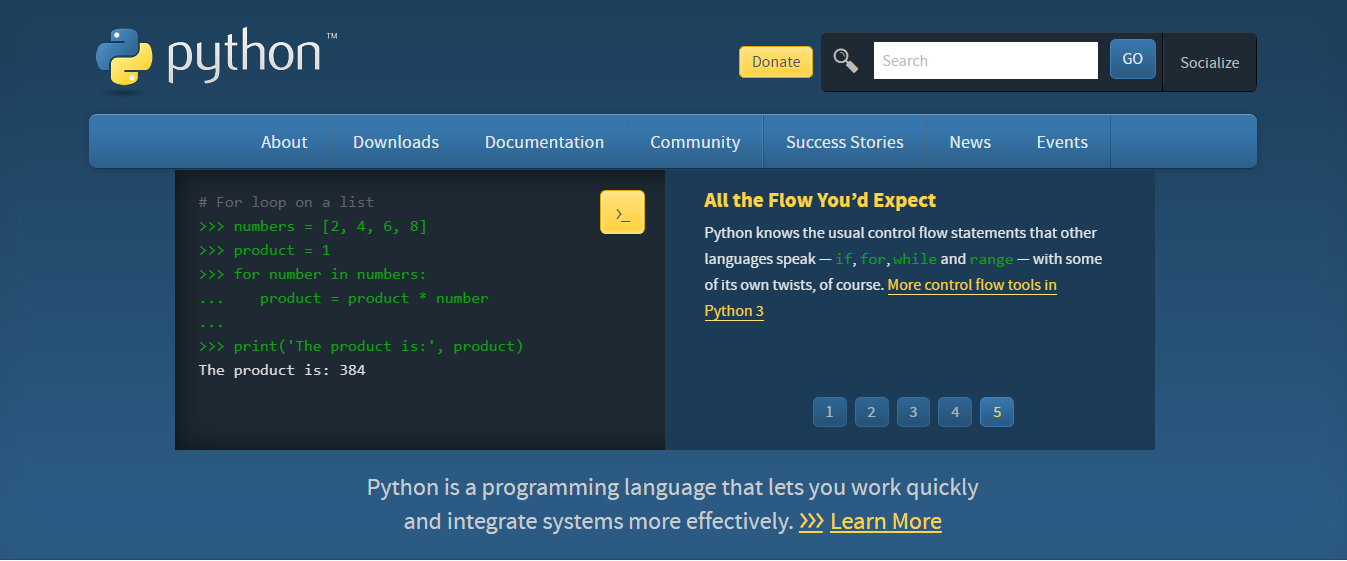 python™
Donate
Search
GO
Socialize
About
Downloads
Documentation
Community
Success Stories
News
Events
# For loop on a list
>>> numbers = [2, 4, 6, 8]
>>> product = 1
>>> for number in numbers:
...    product = product * number
...
>>> print('The product is:', product)
The product is: 384
>_
All the Flow You’d Expect
Python knows the usual control flow statements that other
languages speak — if, for, while and range — with some
of its own twists, of course. More control flow tools in
Python 3
1 2 3 4 5
Python is a programming language that lets you work quickly
and integrate systems more effectively. >>> Learn More